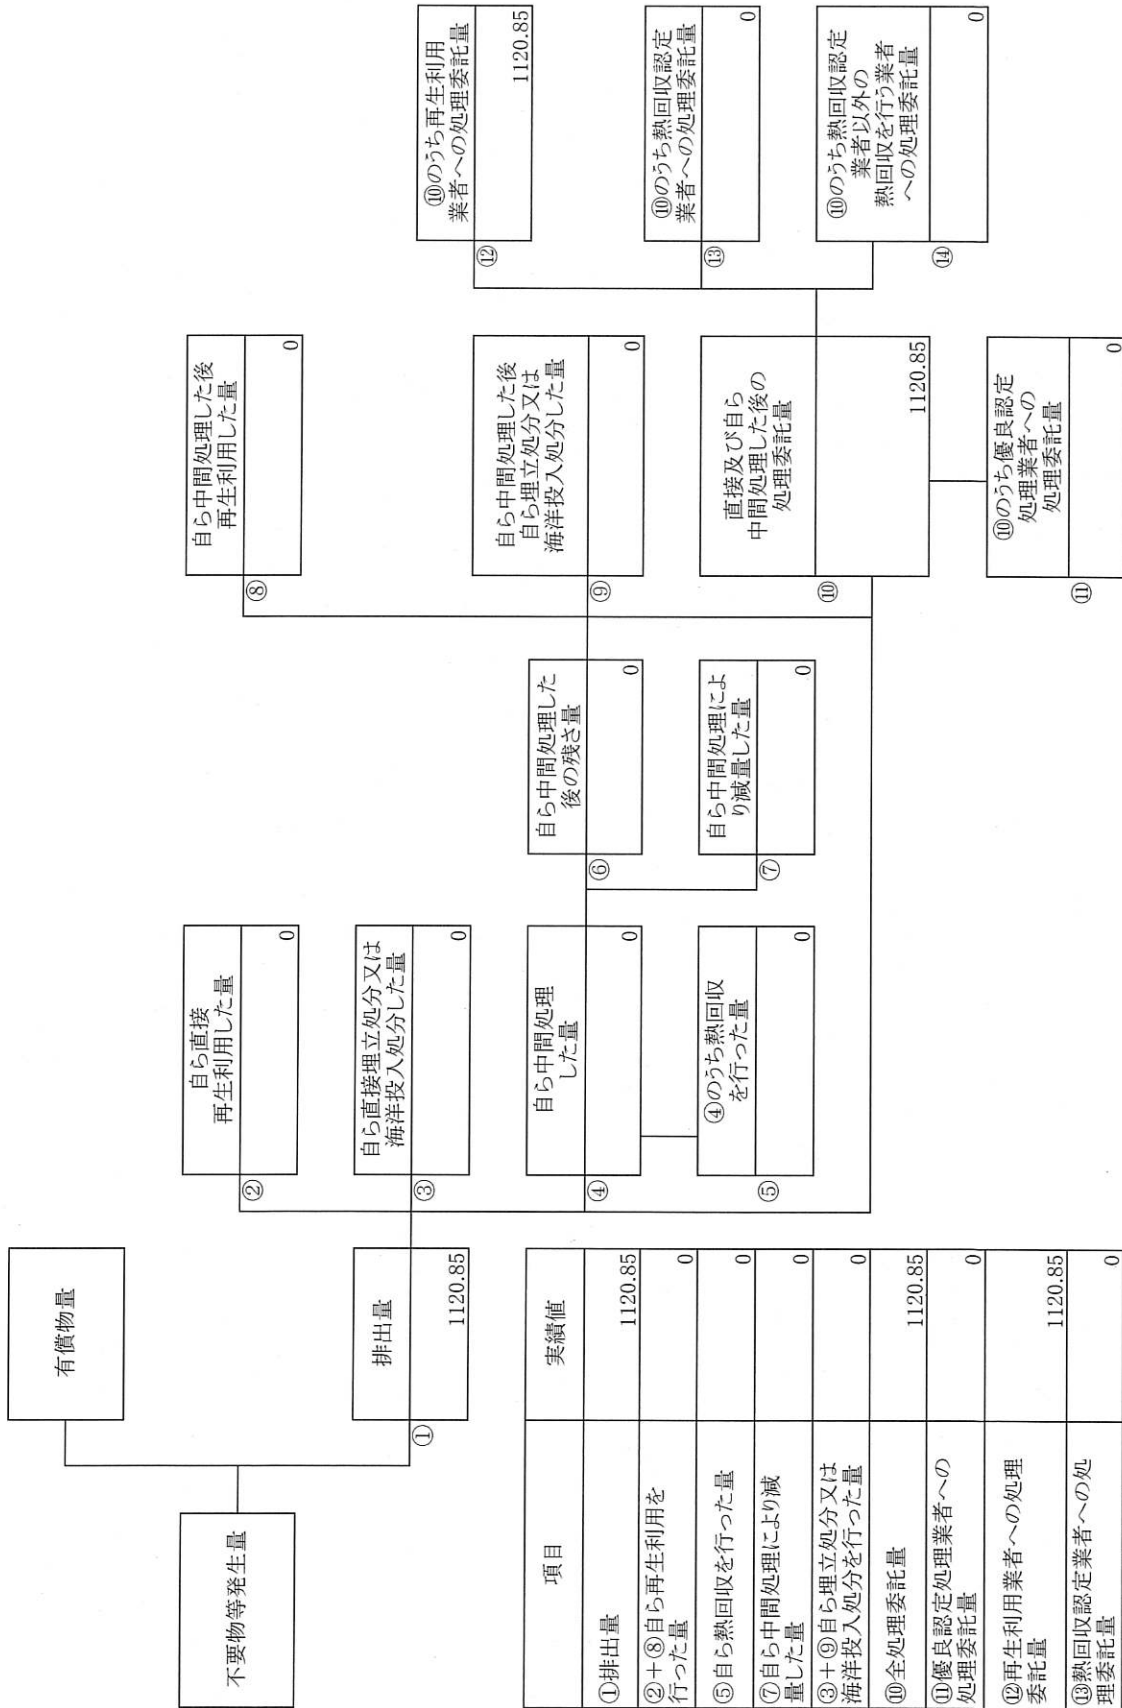 不要物等発生量
有償物量
排出量
①
1120.85
自ら直接
再生利用した量
②
0
自ら直接埋立処分又は
海洋投入処分した量
③
0
自ら中間処理
した量
④
0
④のうち熱回収
を行った量
⑤
0
自ら中間処理した
後の残さ量
⑥
0
自ら中間処理によ
り減量した量
⑦
0
自ら中間処理した後
再生利用した量
⑧
0
自ら中間処理した後
自ら埋立処分又は
海洋投入処分した量
⑨
0
直接及び自ら
中間処理した後の
処理委託量
⑩
1120.85
⑩のうち優良認定
処理業者への
処理委託量
⑪
0
⑩のうち再生利用
業者への処理委託量
⑫
1120.85
⑩のうち熱回収認定
業者への処理委託量
⑬
0
⑩のうち熱回収認定
業者以外の
熱回収を行う業者
への処理委託量
⑭
0
項目 実績値
①排出量 1120.85
②+⑧自ら再生利用を
行った量 0
⑤自ら熱回収を行った量 0
⑦自ら中間処理により減
量した量 0
③+⑨自ら埋立処分又は
海洋投入処分を行った量 0
⑩全処理委託量 1120.85
⑪優良認定処理業者への
処理委託量 0
⑫再生利用業者への処理
委託量 1120.85
⑬熱回収認定業者への処
理委託量 0